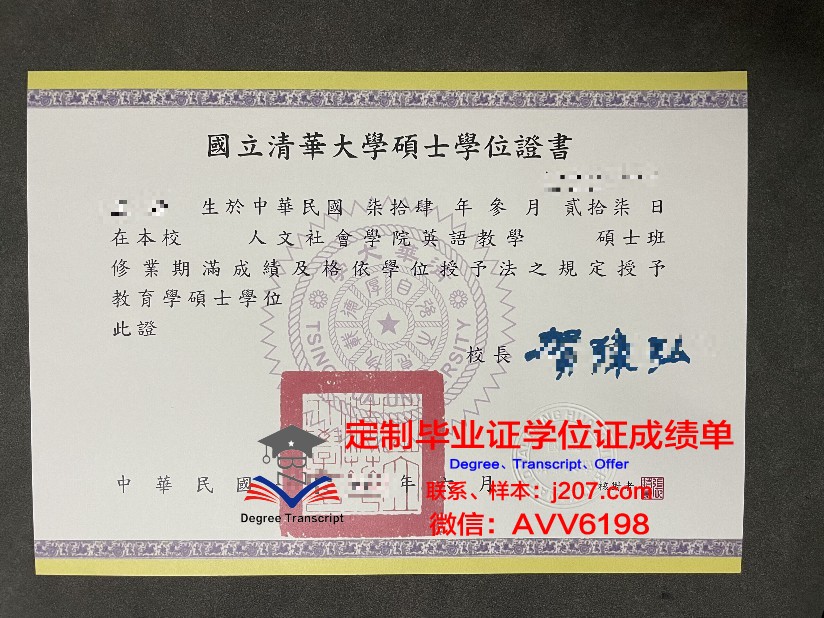 國立清華大學碩士學位證書
生於中華民國 柒拾肆 年 參 月 貳拾柒 日
在本校 人文社會學院英語教學 碩士班
修業期滿成績及格依學位授予法之規定授予
教育學碩士學位
此證
校長
定制毕业证学位证成绩单
Degree、Transcript、Offer
中華民國 年 六 月
联系、样本：j207.com
Degree Transcript
微信：AVV6198